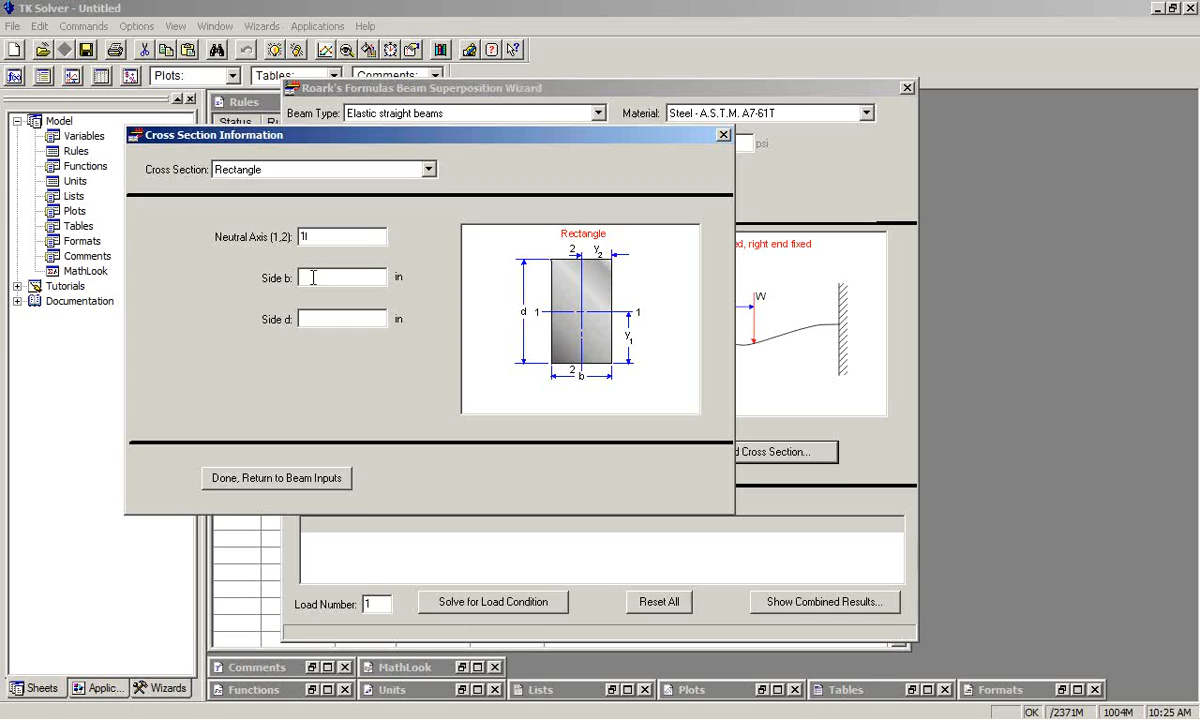 TK Solver - Untitled
File Edit Commands Options View Window Wizards Applications Help
Plots: Tables: Comments:
Roark's Formulas Beam Superposition Wizard
Rules
Beam Type: Elastic straight beams Material: Steel - A.S.T.M. A7-61T
Status
Model
Variables
Rules
Functions
Units
Lists
Plots
Tables
Formats
Comments
MathLook
Tutorials
Documentation
Cross Section Information
psi
Cross Section: Rectangle
Neutral Axis (1,2):
Side b: in
Side d: in
Rectangle
2 y2
d 1 1
y1
2
b
ed, right end fixed
W
d Cross Section...
Done, Return to Beam Inputs
Load Number: 1 Solve for Load Condition Reset All Show Combined Results...
Comments MathLook
Sheets Applic... Wizards Functions Units Lists Plots Tables Formats
OK /2371M 1004M 10:25 AM